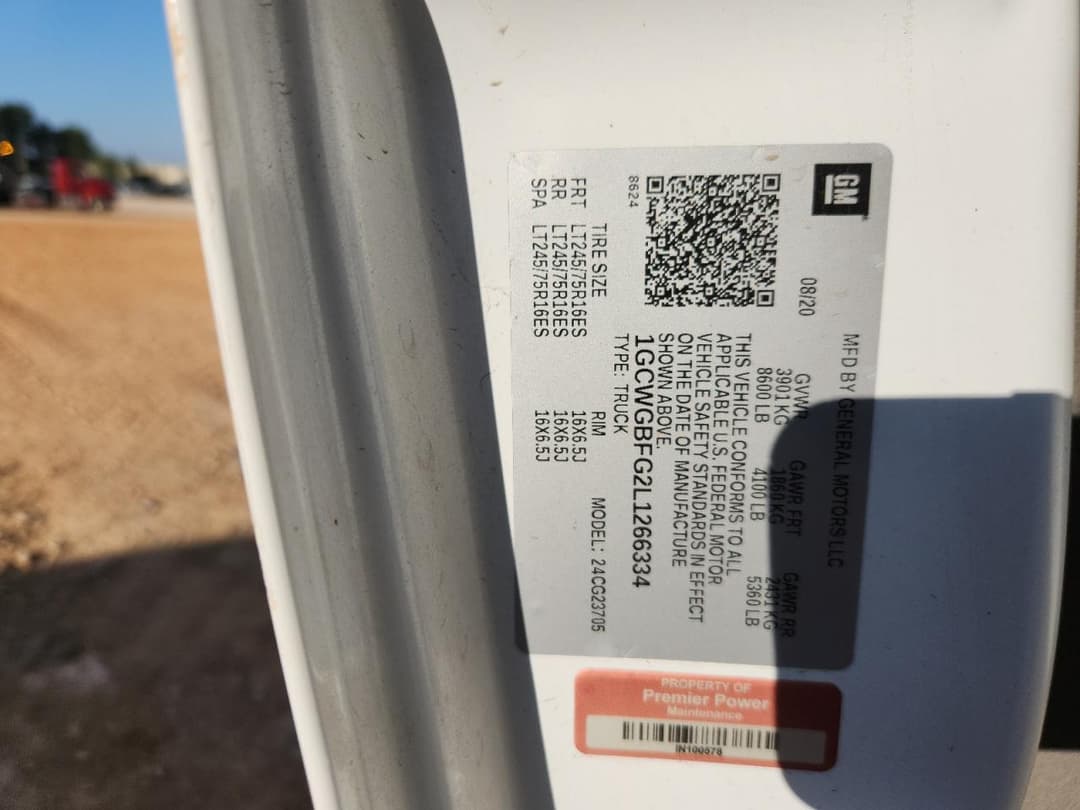 GM
MFD BY GENERAL MOTORS LLC
08/20
GVWR GAWR FRT GAWR RR
3901 KG 1860 KG 2431 KG
8600 LB 4100 LB 5360 LB
THIS VEHICLE CONFORMS TO ALL
APPLICABLE U.S. FEDERAL MOTOR
VEHICLE SAFETY STANDARDS IN EFFECT
ON THE DATE OF MANUFACTURE
SHOWN ABOVE.
1GCWGBFG2L1266334
TYPE: TRUCK
8624
MODEL: 24CG23705
TIRE SIZE RIM
FRT LT245/75R16ES 16X6.5J
RR LT245/75R16ES 16X6.5J
SPA LT245/75R16ES 16X6.5J
PROPERTY OF
Premier Power
Maintenance
IN100578